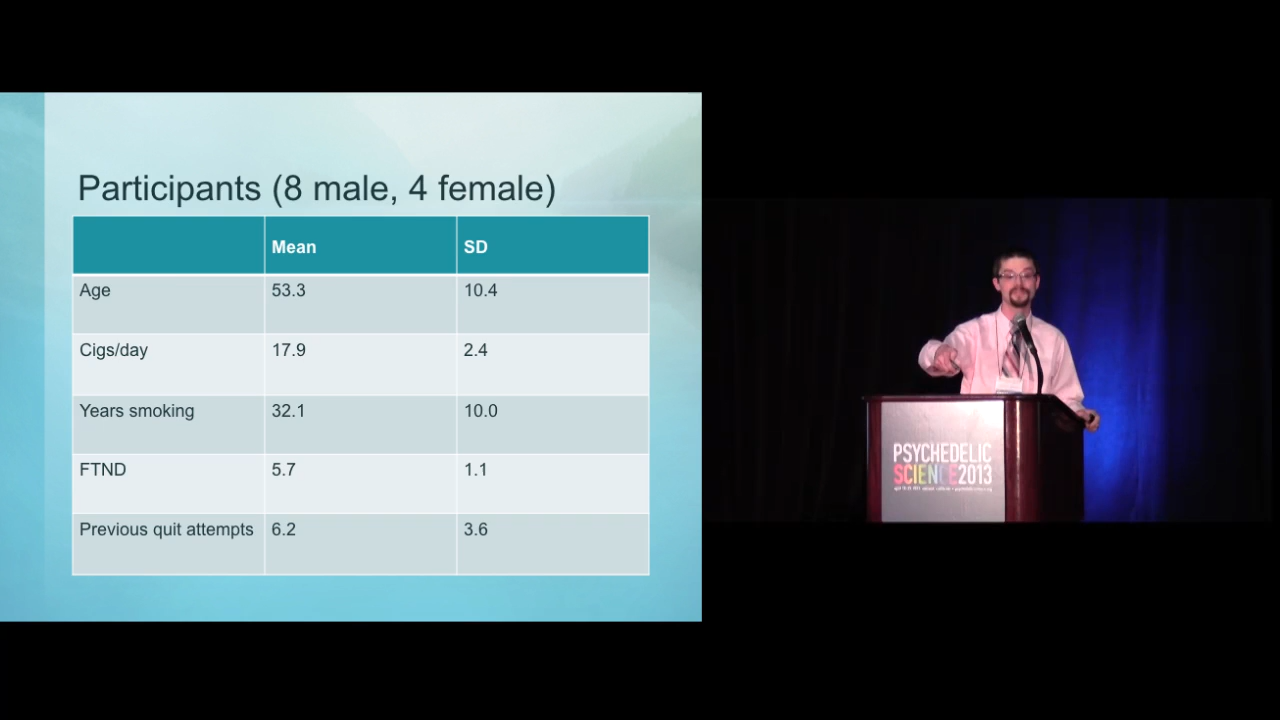 Participants (8 male, 4 female)
Mean SD
Age 53.3 10.4
Cigs/day 17.9 2.4
Years smoking 32.1 10.0
FTND 5.7 1.1
Previous quit attempts 6.2 3.6
PSYCHEDELIC
SCIENCE2013